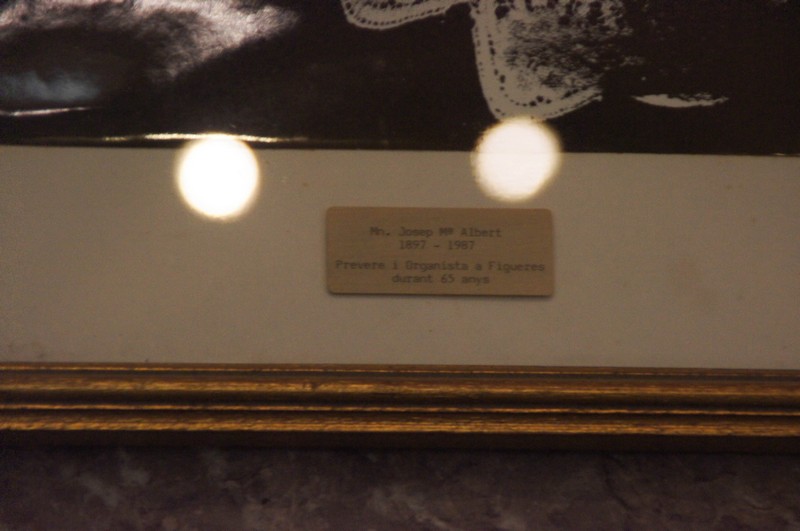 Mn. Josep Mª Albert
1897 - 1987
Prevere i Organista a Figueres
durant 65 anys